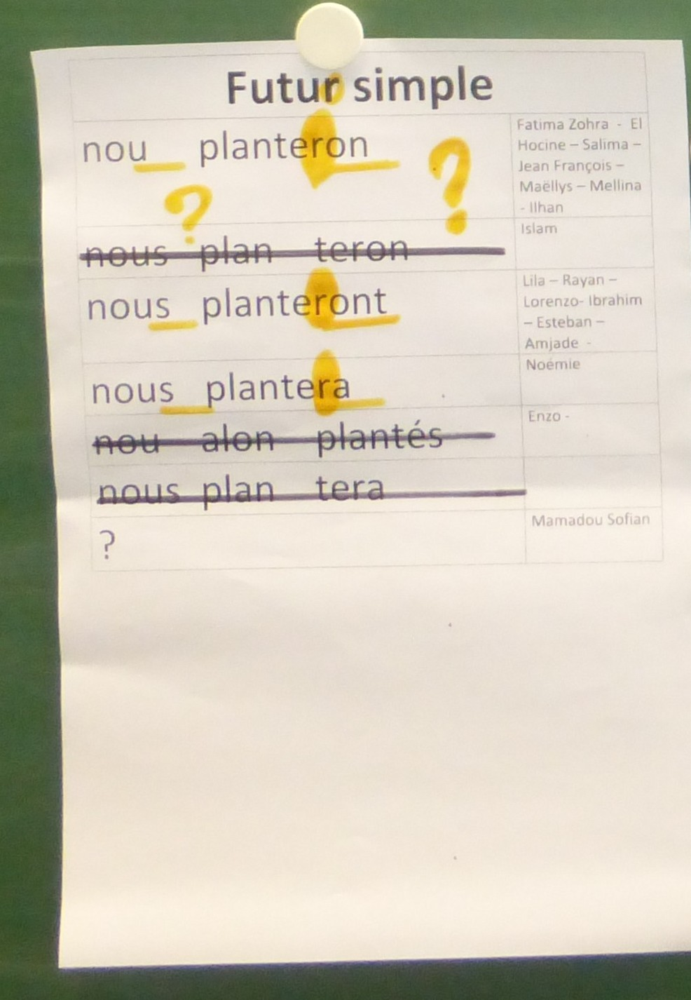 Futur simple
nou planteron
Fatima Zohra - El
Hocine – Salima –
Jean François –
Maëllys – Mellina
- Ilhan
? ?
nous plan teron
Islam
nous planteront
Lila – Rayan –
Lorenzo- Ibrahim
– Esteban –
Amjade -
nous plantera
Noémie
nou alon plantés
Enzo -
nous plan tera
?
Mamadou Sofian